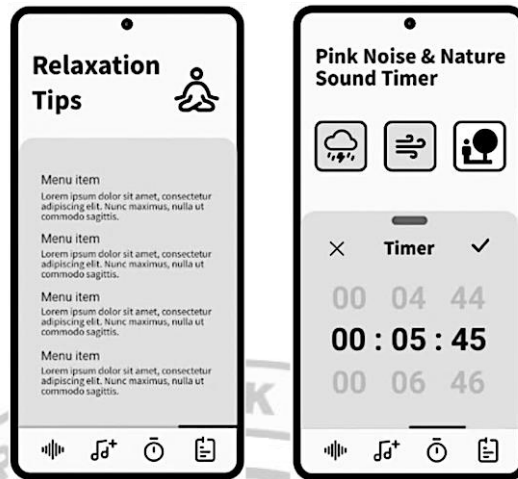 Relaxation
Tips
Menu item
Lorem ipsum dolor sit amet, consectetur
adipiscing elit. Nunc maximus, nulla ut
commodo sagittis.
Menu item
Lorem ipsum dolor sit amet, consectetur
adipiscing elit. Nunc maximus, nulla ut
commodo sagittis.
Menu item
Lorem ipsum dolor sit amet, consectetur
adipiscing elit. Nunc maximus, nulla ut
commodo sagittis.
Menu item
Lorem ipsum dolor sit amet, consectetur
adipiscing elit. Nunc maximus, nulla ut
commodo sagittis.
Pink Noise & Nature
Sound Timer
Timer
00 04 44
00 : 05 : 45
00 06 46